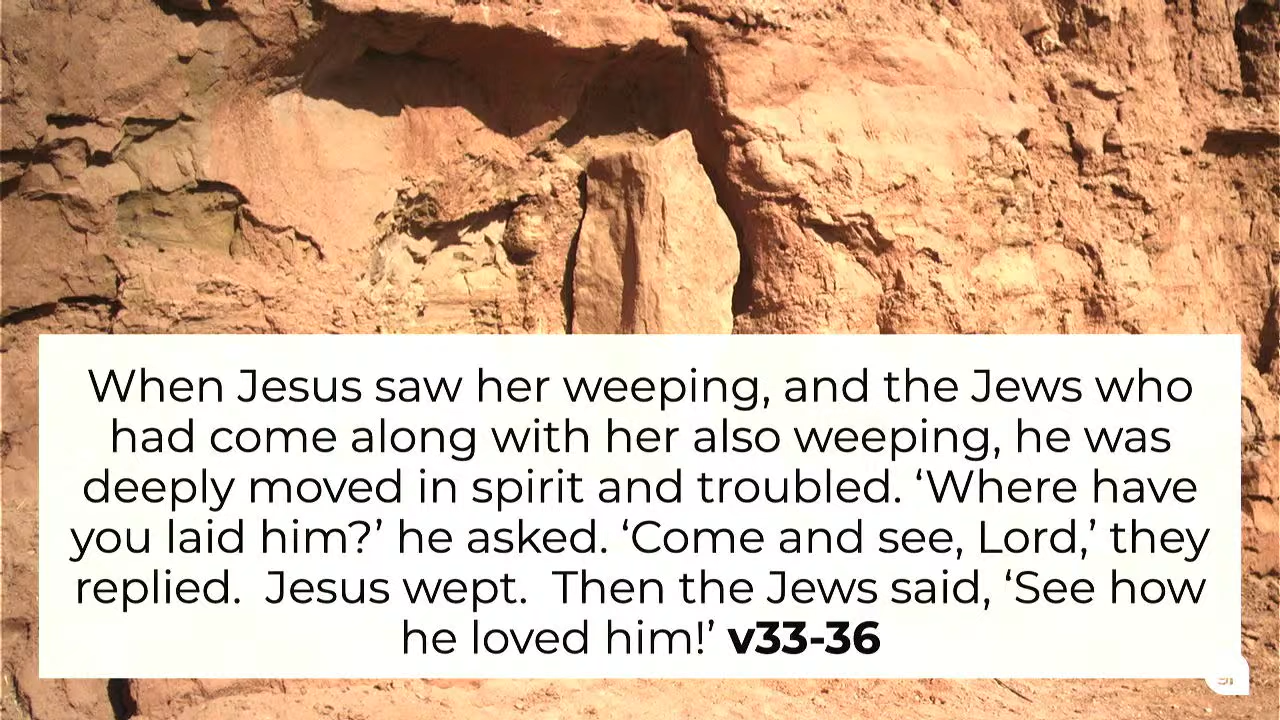 When Jesus saw her weeping, and the Jews who
had come along with her also weeping, he was
deeply moved in spirit and troubled. ‘Where have
you laid him?’ he asked. ‘Come and see, Lord,’ they
replied.  Jesus wept.  Then the Jews said, ‘See how
he loved him!’ v33-36